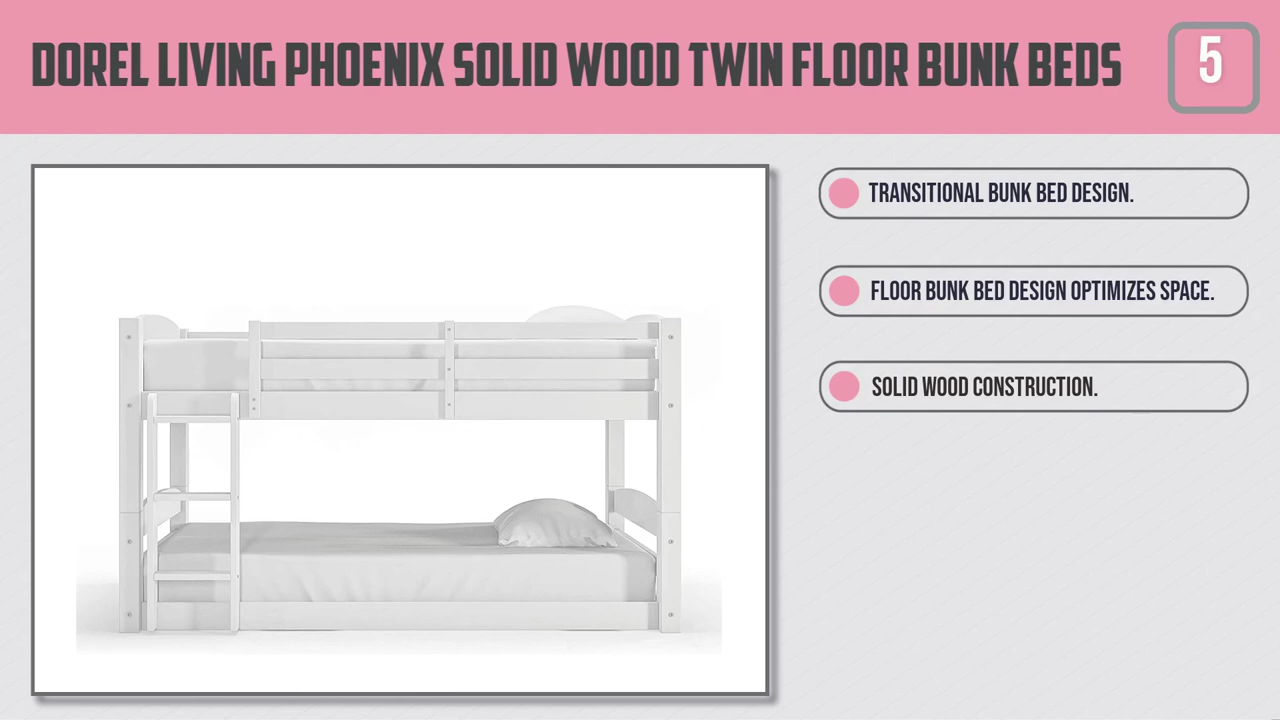 DOREL LIVING PHOENIX SOLID WOOD TWIN FLOOR BUNK BEDS
5
TRANSITIONAL BUNK BED DESIGN.
FLOOR BUNK BED DESIGN OPTIMIZES SPACE.
SOLID WOOD CONSTRUCTION.